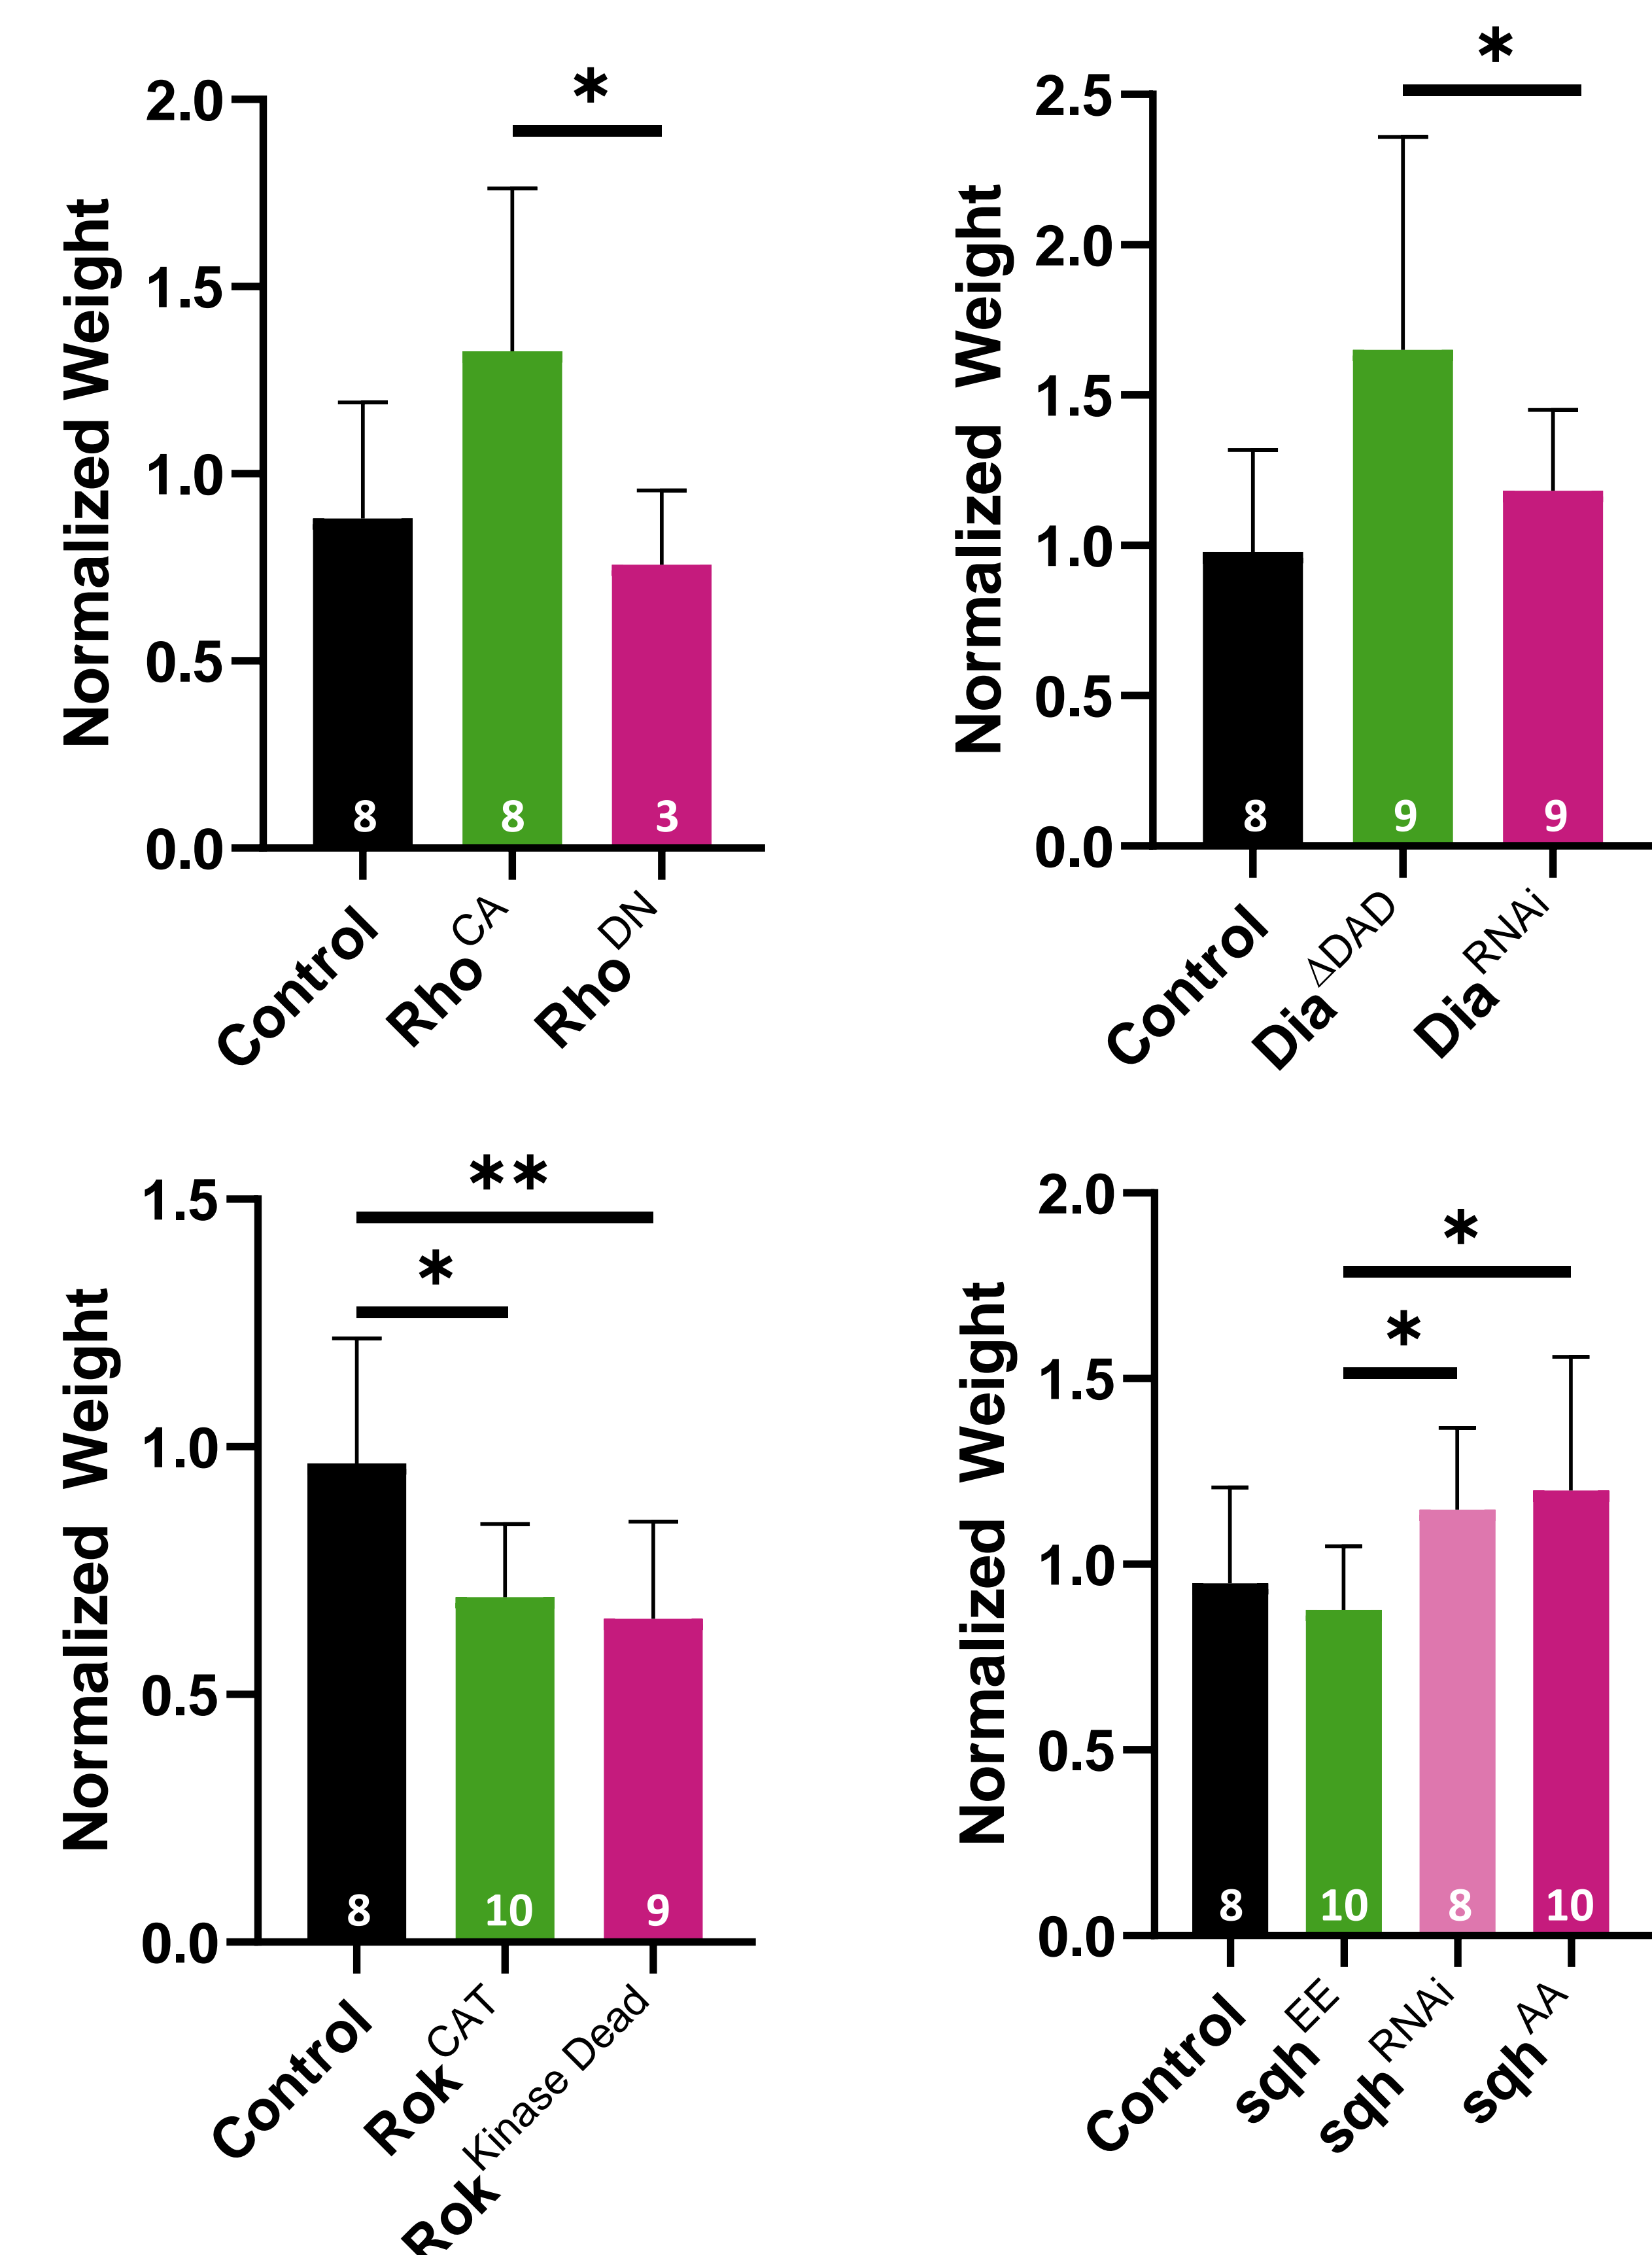 *
2.0
1.5
1.0
0.5
0.0
Normalized Weight
8
8
3
Control
Rho CA
Rho DN
*
2.5
2.0
1.5
1.0
0.5
0.0
Normalized Weight
8
9
9
Control
Dia ΔDAD
Dia RNAi
**
*
1.5
1.0
0.5
0.0
Normalized Weight
8
10
9
Control
Rok CAT
Rok Kinase Dead
*
*
2.0
1.5
1.0
0.5
0.0
Normalized Weight
8
10
8
10
Control
sqh EE
sqh RNAi
sqh AA